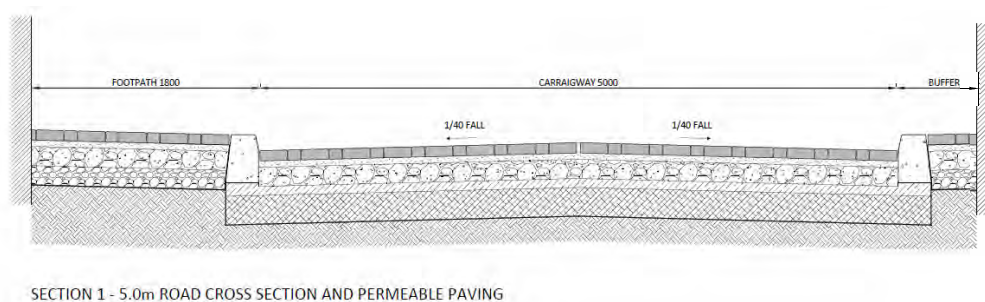 FOOTPATH 1800 CARRAIGWAY 5000 BUFFER
1/40 FALL 1/40 FALL
SECTION 1 - 5.0m ROAD CROSS SECTION AND PERMEABLE PAVING